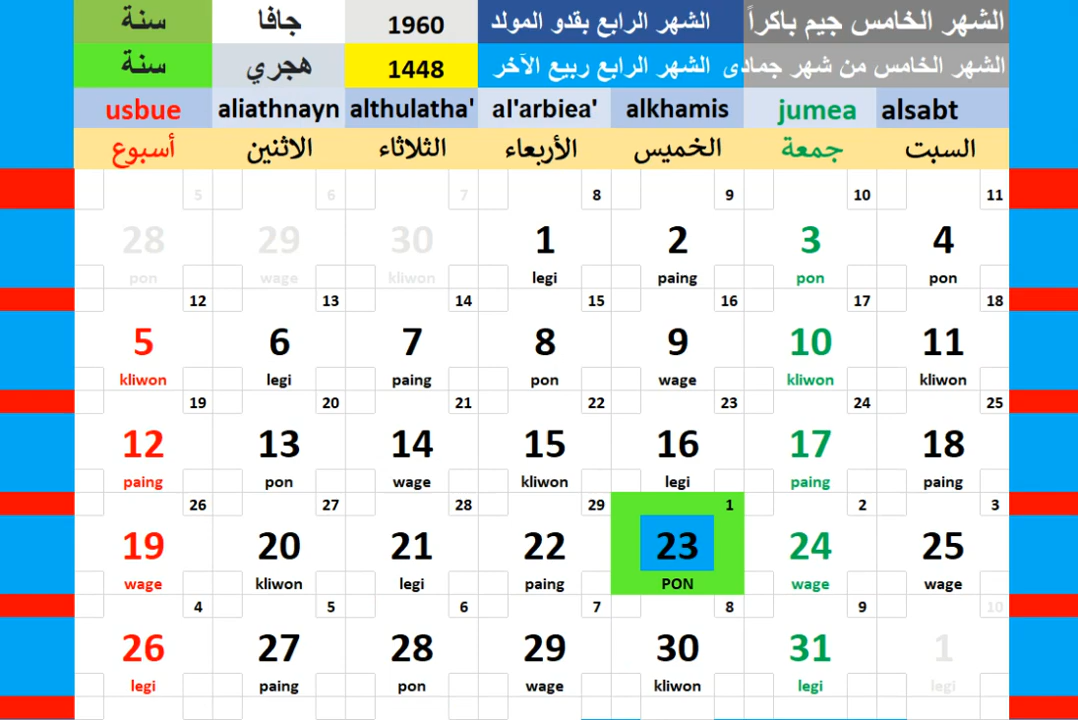 سنة جافا 1960 الشهر الرابع بقدو المولد الشهر الخامس جيم باكراً
سنة هجري 1448 الشهر الرابع ربيع الآخر الشهر الخامس من شهر جمادى
usbue aliathnayn althulatha' al'arbiea' alkhamis jumea alsabt
أسبوع الاثنين الثلاثاء الأربعاء الخميس جمعة السبت
5 6 7 8 9 10 11
28 29 30 1 2 3 4
pon wage kliwon legi paing pon pon
12 13 14 15 16 17 18
5 6 7 8 9 10 11
kliwon legi paing pon wage kliwon kliwon
19 20 21 22 23 24 25
12 13 14 15 16 17 18
paing pon wage kliwon legi paing paing
26 27 28 29 1 2 3
19 20 21 22 23 24 25
wage kliwon legi paing PON wage wage
4 5 6 7 8 9 10
26 27 28 29 30 31 1
legi paing pon wage kliwon legi legi